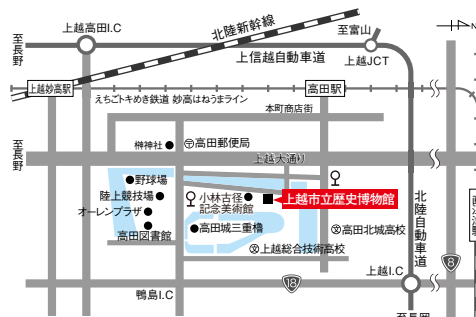 北陸新幹線
至富山
上越高田I.C
至長野
上信越自動車道
上越JCT
上越妙高駅
高田駅
えちごトキめき鉄道 妙高はねうまライン
本町商店街
榊神社
高田郵便局
至長野
上越大通り
野球場
陸上競技場
小林古径
記念美術館
上越市立歴史博物館
オーレンプラザ
高田城三重櫓
高田北城高校
北陸自動車道
高田図書館
上越総合技術高校
8
18
上越I.C
鴨島I.C
至長岡
N